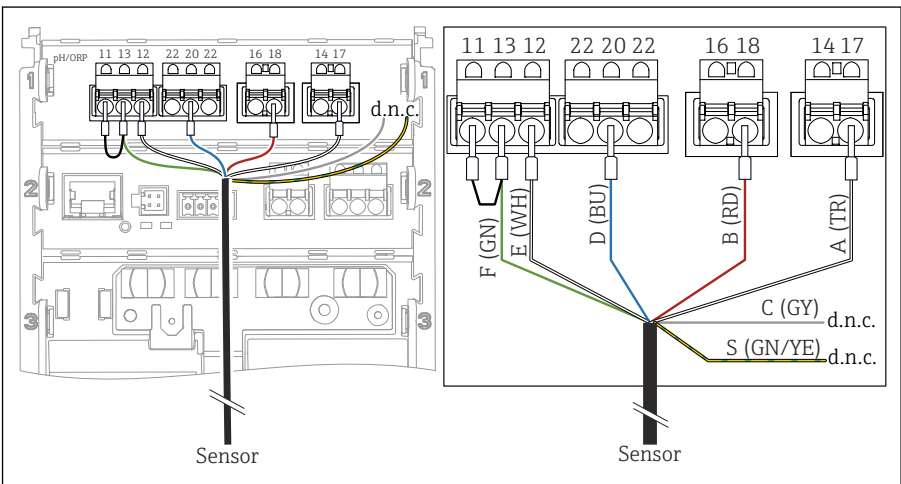 pH/ORP
11 13 12
22 20 22
16 18
14 17
1
1
d.n.c.
2
2
3
3
Sensor
11 13 12
22 20 22
16 18
14 17
F (GN)
E (WH)
D (BU)
B (RD)
A (TR)
C (GY)
d.n.c.
S (GN/YE)
d.n.c.
Sensor